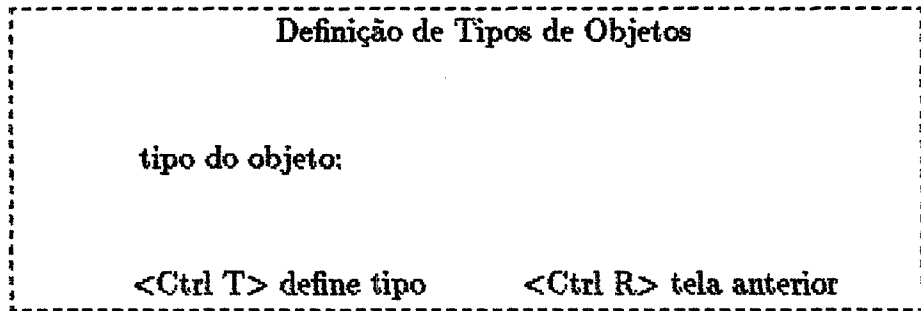 Definição de Tipos de Objetos
tipo do objeto:
<Ctrl T> define tipo <Ctrl R> tela anterior